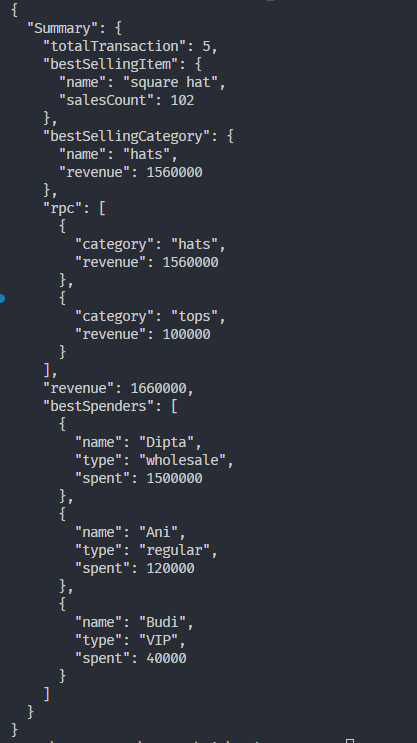 {
  "Summary": {
    "totalTransaction": 5,
    "bestSellingItem": {
      "name": "square hat",
      "salesCount": 102
    },
    "bestSellingCategory": {
      "name": "hats",
      "revenue": 1560000
    },
    "rpc": [
      {
        "category": "hats",
        "revenue": 1560000
      },
      {
        "category": "tops",
        "revenue": 100000
      }
    ],
    "revenue": 1660000,
    "bestSpenders": [
      {
        "name": "Dipta",
        "type": "wholesale",
        "spent": 1500000
      },
      {
        "name": "Ani",
        "type": "regular",
        "spent": 120000
      },
      {
        "name": "Budi",
        "type": "VIP",
        "spent": 40000
      }
    ]
  }
}